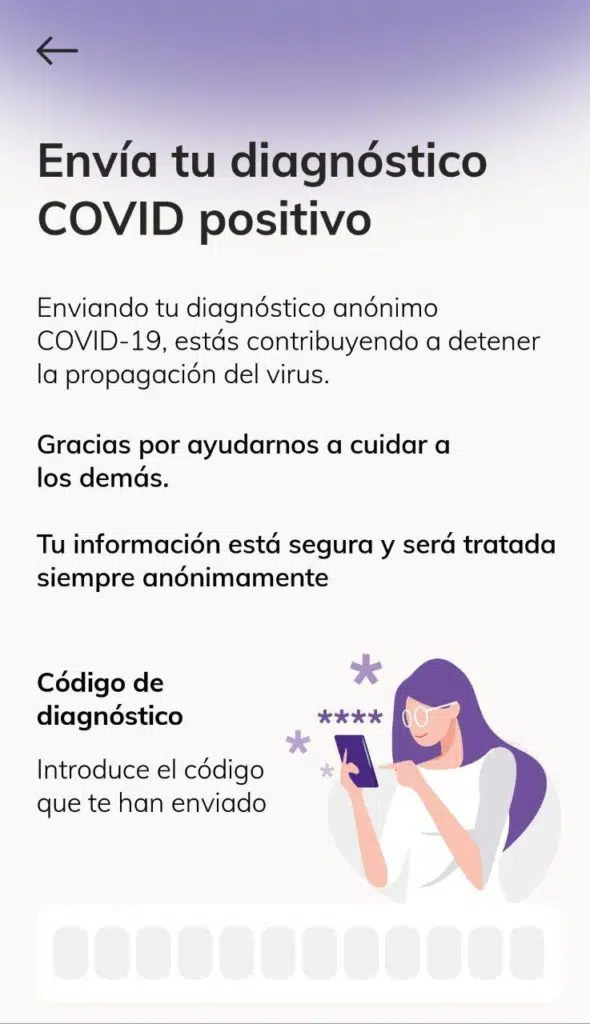 Envía tu diagnóstico
COVID positivo
Enviando tu diagnóstico anónimo
COVID-19, estás contribuyendo a detener
la propagación del virus.
Gracias por ayudarnos a cuidar a
los demás.
Tu información está segura y será tratada
siempre anónimamente
Código de
diagnóstico
Introduce el código
que te han enviado
****